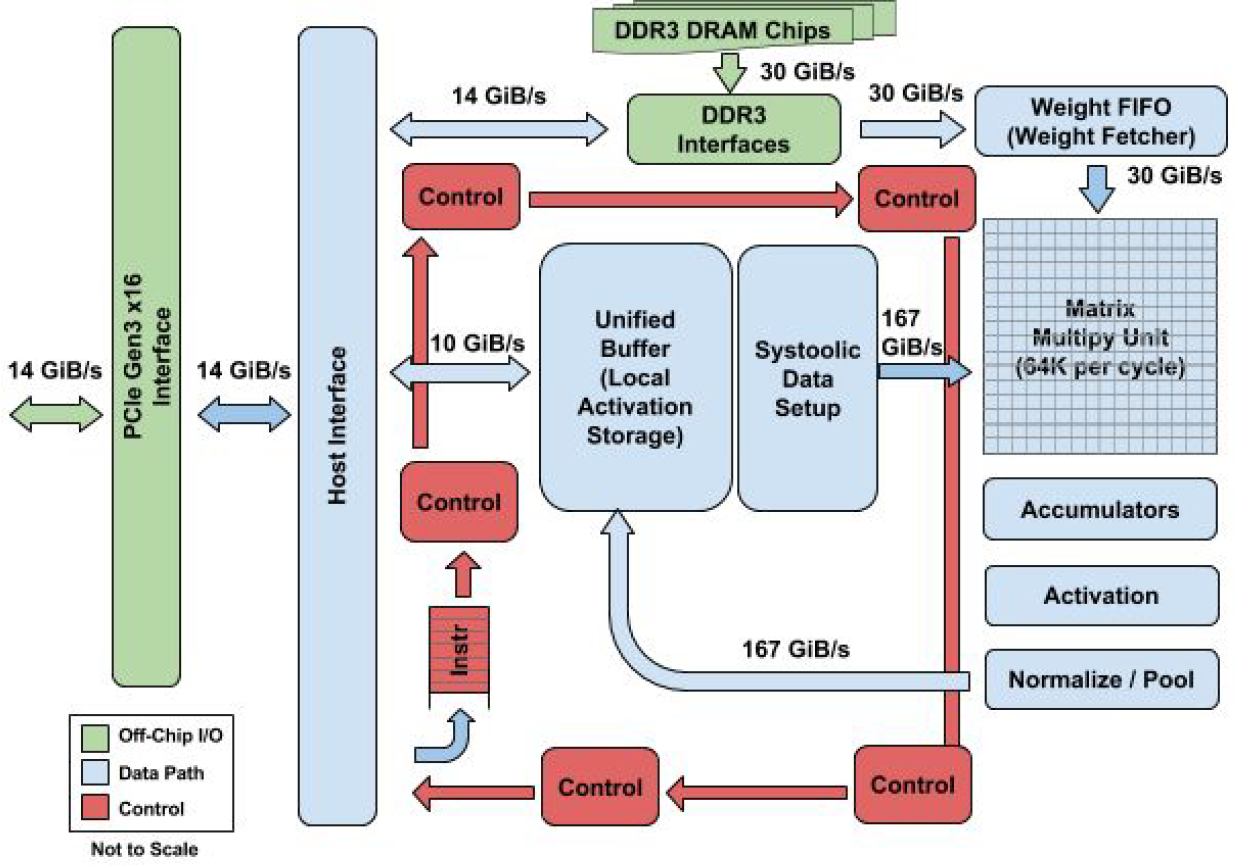 DDR3 DRAM Chips
30 GiB/s
14 GiB/s
30 GiB/s
DDR3
Interfaces
Weight FIFO
(Weight Fetcher)
30 GiB/s
Control
Control
PCIe Gen3 x16
Interface
Host Interface
14 GiB/s
14 GiB/s
10 GiB/s
Unified
Buffer
(Local
Activation
Storage)
Systoolic
Data
Setup
167
GiB/s
Matrix
Multipy Unit
(64K per cycle)
Control
Accumulators
Activation
Instr
167 GiB/s
Normalize / Pool
Off-Chip I/O
Data Path
Control
Not to Scale
Control
Control